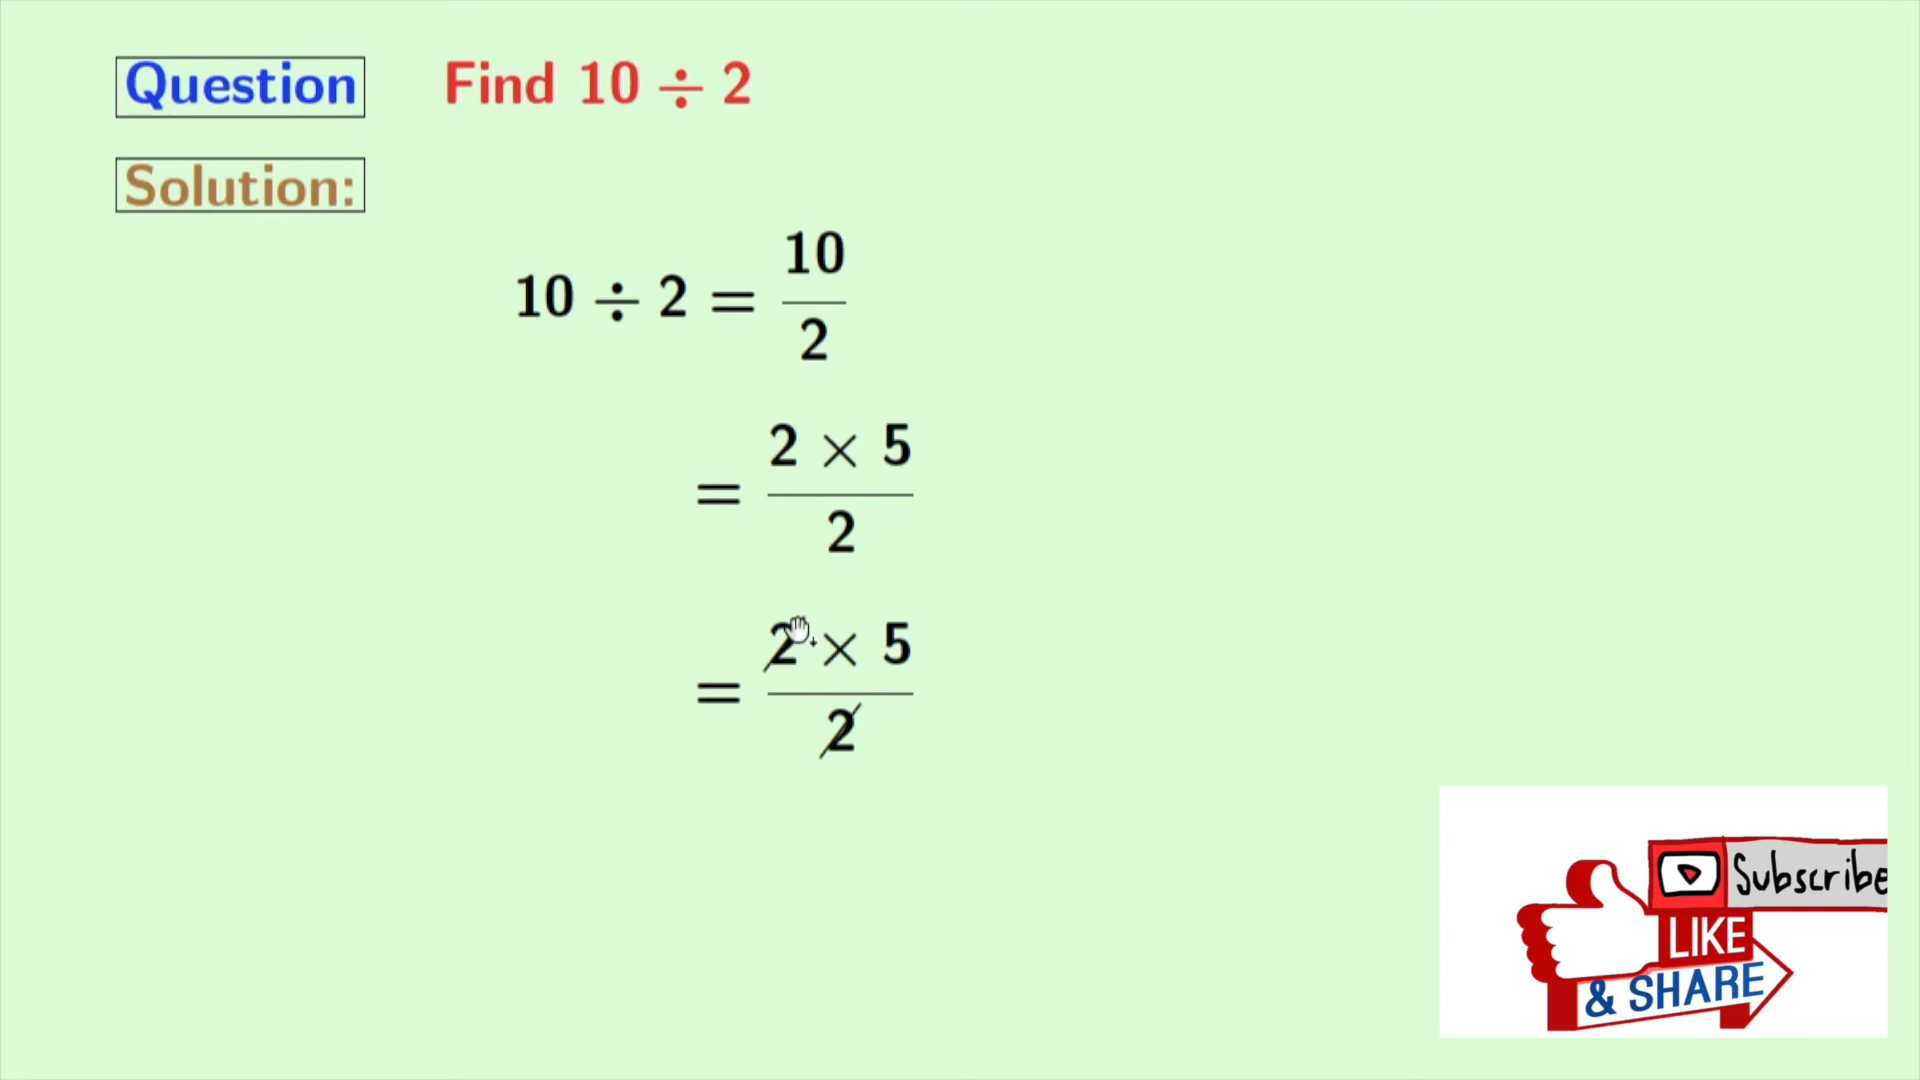 Question Find 10 ÷ 2
Solution:
10 ÷ 2 = 10/2
= 2 × 5/2
= 2 × 5/2
Subscribe
LIKE
& SHARE